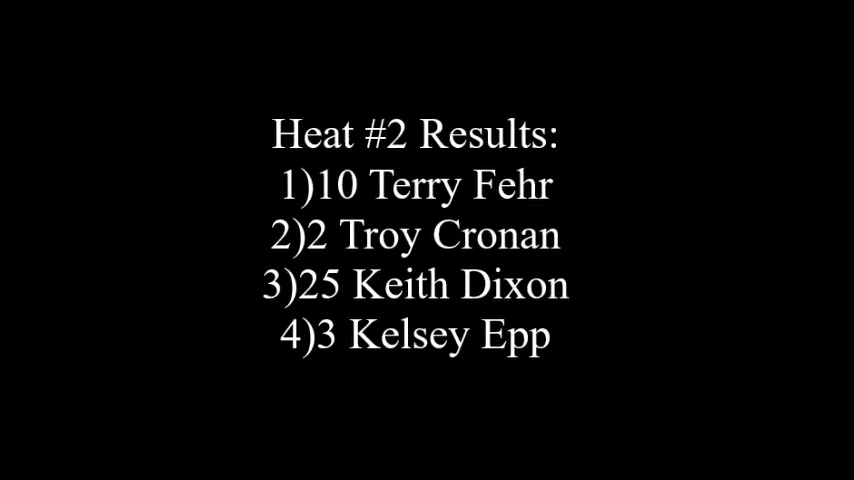 Heat #2 Results:
1)10 Terry Fehr
2)2 Troy Cronan
3)25 Keith Dixon
4)3 Kelsey Epp